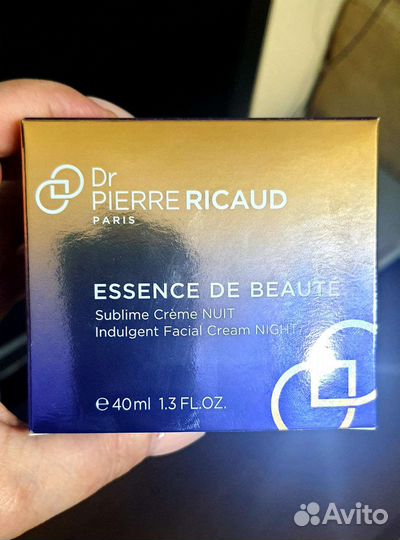 Dr
PIERRE RICAUD
PARIS
ESSENCE DE BEAUTÉ
Sublime Crème NUIT
Indulgent Facial Cream NIGHT
℮ 40ml 1.3 FL.OZ.
Avito